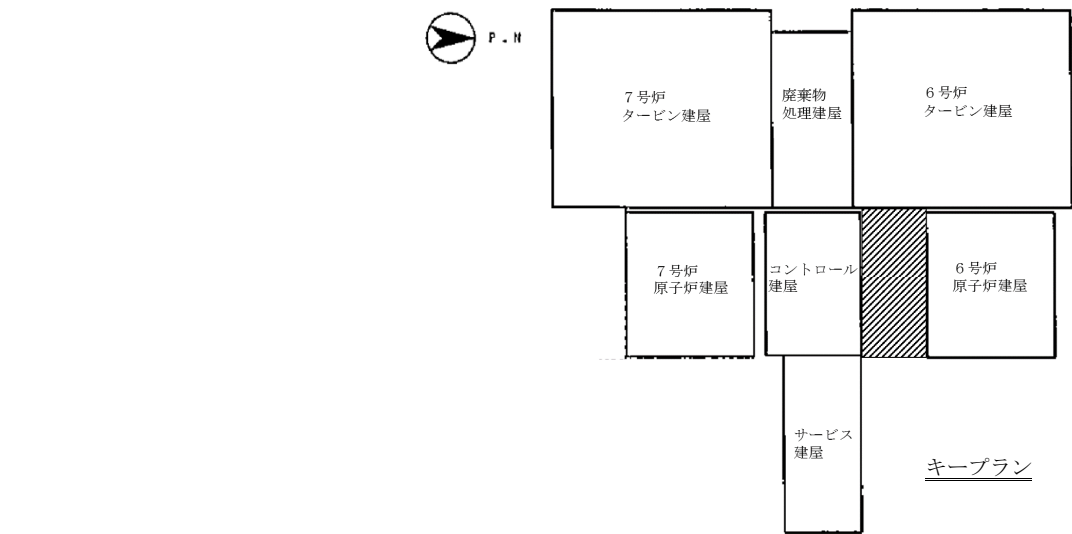 P.N
7号炉
タービン建屋
廃棄物
処理建屋
6号炉
タービン建屋
7号炉
原子炉建屋
コントロール
建屋
6号炉
原子炉建屋
サービス
建屋
キープラン